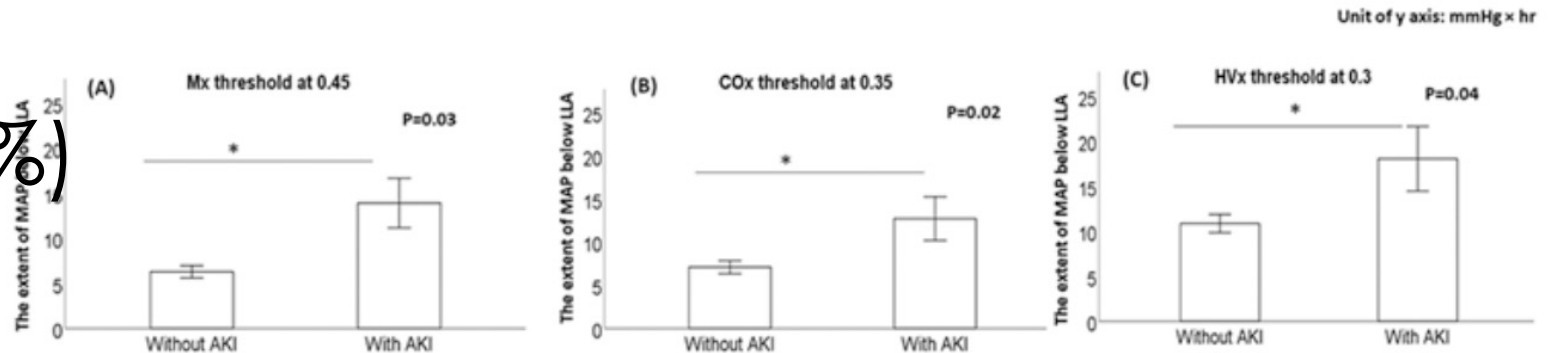 Unit of y axis: mmHg × hr
(A)
Mx threshold at 0.45
P=0.03
*
The extent of MAP below LLA
25
20
15
10
5
0
Without AKI
With AKI
%)
(B)
COx threshold at 0.35
P=0.02
*
The extent of MAP below LLA
25
20
15
10
5
0
Without AKI
With AKI
(C)
HVx threshold at 0.3
P=0.04
*
The extent of MAP below LLA
25
20
15
10
5
0
Without AKI
With AKI